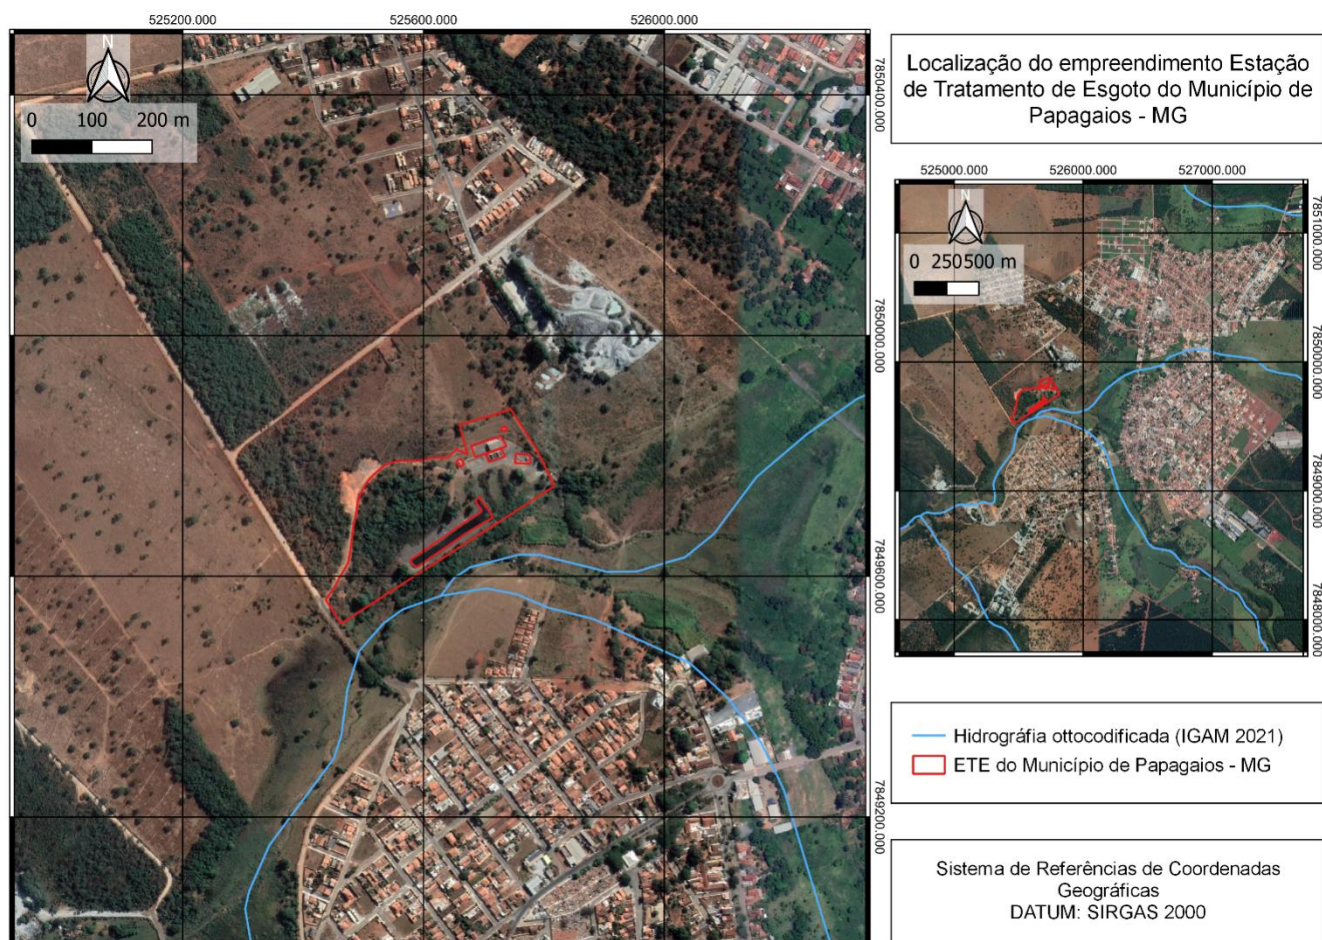 525200.000 525600.000 526000.000
N
0 100 200 m
7850400.000
7850000.000
7849600.000
7849200.000
Localização do empreendimento Estação
de Tratamento de Esgoto do Município de
Papagaios - MG
525000.000 526000.000 527000.000
N
0 250500 m
7851000.000
7850000.000
7849000.000
7848000.000
Hidrográfia ottocodificada (IGAM 2021)
ETE do Município de Papagaios - MG
Sistema de Referências de Coordenadas
Geográficas
DATUM: SIRGAS 2000